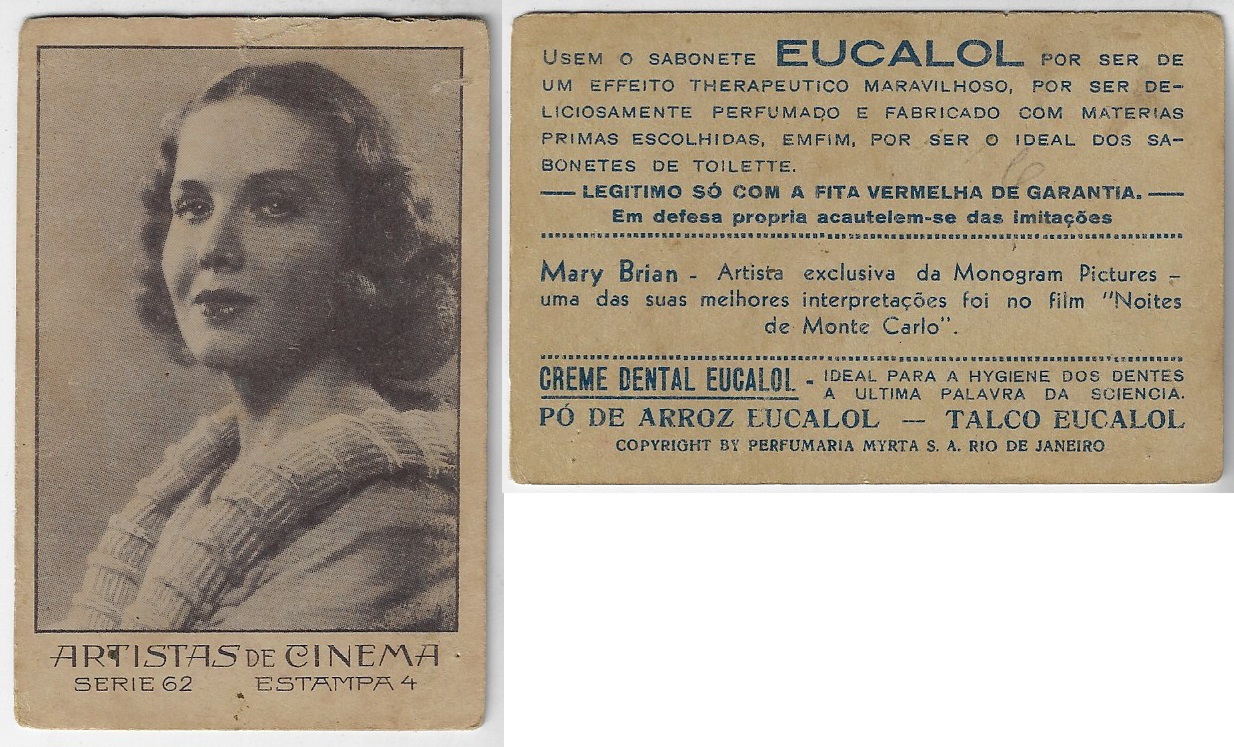 ARTISTAS DE CINEMA
SERIE 62 ESTAMPA 4
USEM O SABONETE EUCALOL POR SER DE
UM EFFEITO THERAPEUTICO MARAVILHOSO, POR SER DE-
LICIOSAMENTE PERFUMADO E FABRICADO COM MATERIAS
PRIMAS ESCOLHIDAS, EMFIM, POR SER O IDEAL DOS SA-
BONETES DE TOILETTE.
— LEGITIMO SÓ COM A FITA VERMELHA DE GARANTIA. —
Em defesa propria acautelem-se das imitações
Mary Brian - Artista exclusiva da Monogram Pictures -
uma das suas melhores interpretações foi no film "Noites
de Monte Carlo".
CREME DENTAL EUCALOL - IDEAL PARA A HYGIENE DOS DENTES
A ULTIMA PALAVRA DA SCIENCIA.
PÓ DE ARROZ EUCALOL — TALCO EUCALOL
COPYRIGHT BY PERFUMARIA MYRTA S. A. RIO DE JANEIRO